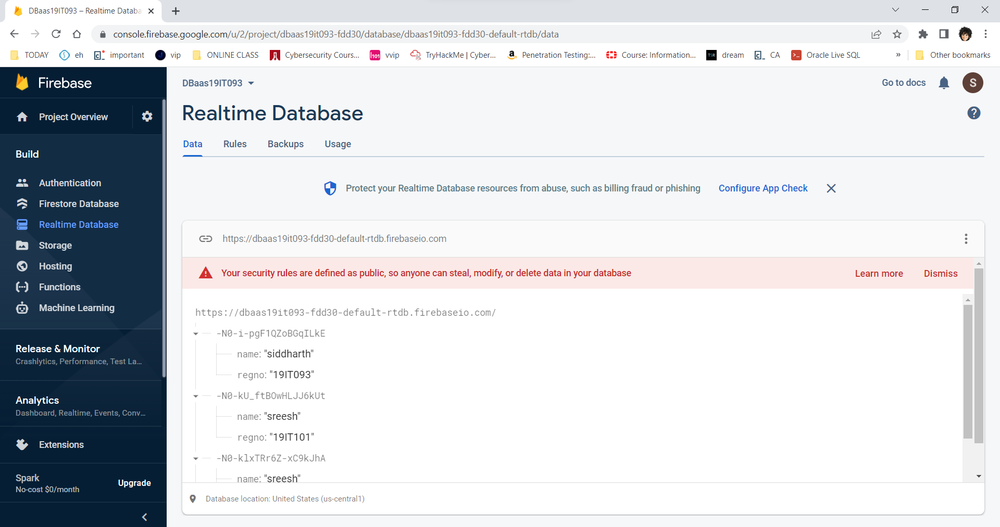 DBaas19IT093 – Realtime Databa
console.firebase.google.com/u/2/project/dbaas19it093-fdd30/database/dbaas19it093-fdd30-default-rtdb/data
TODAY eh important vip ONLINE CLASS Cybersecurity Cours... vvip TryHackMe | Cyber... Penetration Testing:... Course: Information... dream CA Oracle Live SQL » Other bookmarks
Firebase
DBaas19IT093
Go to docs
S
Project Overview
Realtime Database
Data Rules Backups Usage
Build
Authentication
Firestore Database
Realtime Database
Storage
Hosting
Functions
Machine Learning
Release & Monitor
Crashlytics, Performance, Test La...
Analytics
Dashboard, Realtime, Events, Conv...
Extensions
Spark
No-cost $0/month
Upgrade
Protect your Realtime Database resources from abuse, such as billing fraud or phishing Configure App Check
https://dbaas19it093-fdd30-default-rtdb.firebaseio.com
Your security rules are defined as public, so anyone can steal, modify, or delete data in your database Learn more Dismiss
https://dbaas19it093-fdd30-default-rtdb.firebaseio.com/
-N0-i-pgF1QZoBGqILkE
name: "siddharth"
regno: "19IT093"
-N0-kU_ftBOwHLJJ6kUt
name: "sreesh"
regno: "19IT101"
-N0-klxTRr6Z-xC9kJhA
name: "sreesh"
Database location: United States (us-central1)